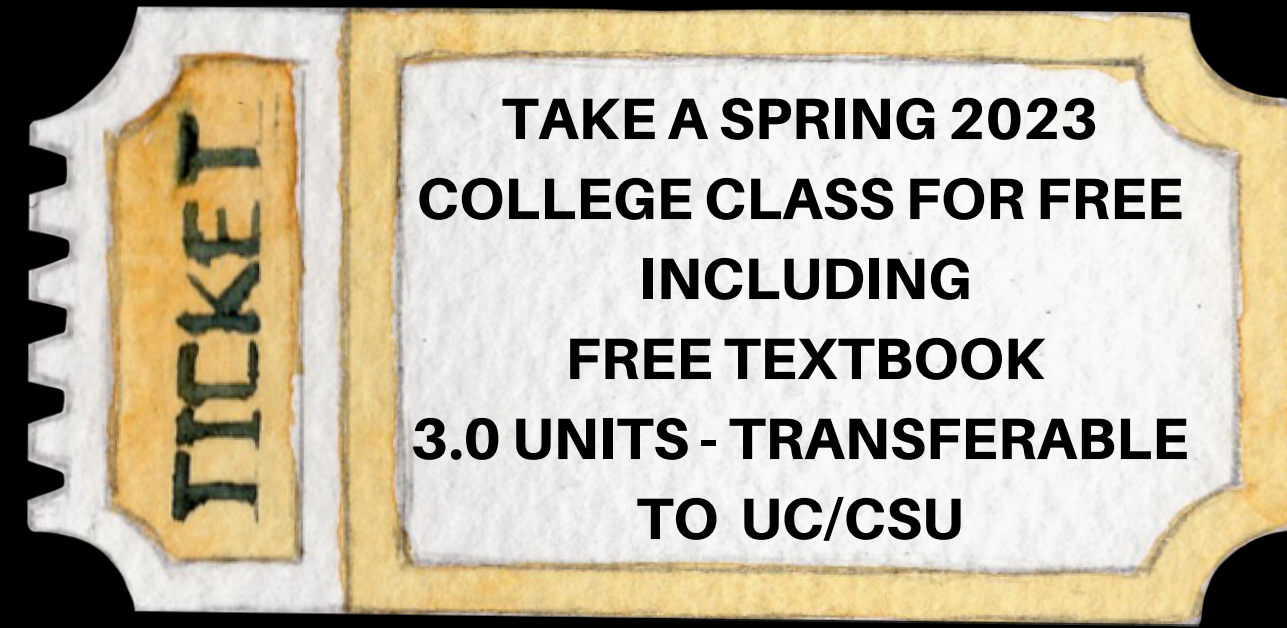 TICKET
TAKE A SPRING 2023
COLLEGE CLASS FOR FREE
INCLUDING
FREE TEXTBOOK
3.0 UNITS - TRANSFERABLE
TO UC/CSU